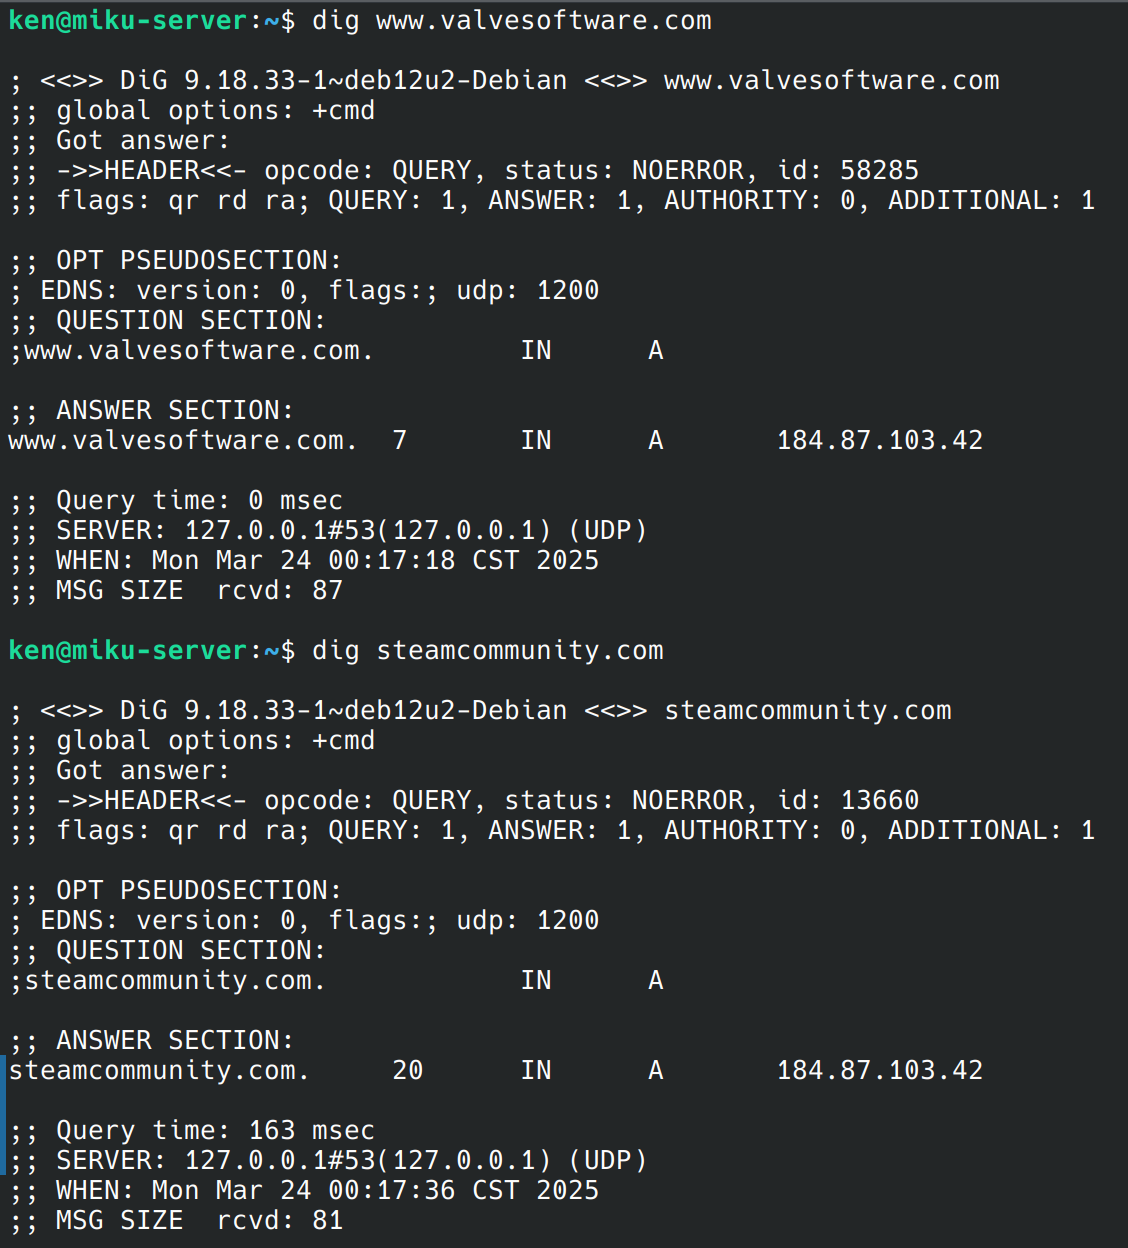 ken@miku-server:~$ dig www.valvesoftware.com

; <<>> DiG 9.18.33-1~deb12u2-Debian <<>> www.valvesoftware.com
;; global options: +cmd
;; Got answer:
;; ->>HEADER<<- opcode: QUERY, status: NOERROR, id: 58285
;; flags: qr rd ra; QUERY: 1, ANSWER: 1, AUTHORITY: 0, ADDITIONAL: 1

;; OPT PSEUDOSECTION:
; EDNS: version: 0, flags:; udp: 1200
;; QUESTION SECTION:
;www.valvesoftware.com.		IN	A

;; ANSWER SECTION:
www.valvesoftware.com.	7	IN	A	184.87.103.42

;; Query time: 0 msec
;; SERVER: 127.0.0.1#53(127.0.0.1) (UDP)
;; WHEN: Mon Mar 24 00:17:18 CST 2025
;; MSG SIZE  rcvd: 87

ken@miku-server:~$ dig steamcommunity.com

; <<>> DiG 9.18.33-1~deb12u2-Debian <<>> steamcommunity.com
;; global options: +cmd
;; Got answer:
;; ->>HEADER<<- opcode: QUERY, status: NOERROR, id: 13660
;; flags: qr rd ra; QUERY: 1, ANSWER: 1, AUTHORITY: 0, ADDITIONAL: 1

;; OPT PSEUDOSECTION:
; EDNS: version: 0, flags:; udp: 1200
;; QUESTION SECTION:
;steamcommunity.com.		IN	A

;; ANSWER SECTION:
steamcommunity.com.	20	IN	A	184.87.103.42

;; Query time: 163 msec
;; SERVER: 127.0.0.1#53(127.0.0.1) (UDP)
;; WHEN: Mon Mar 24 00:17:36 CST 2025
;; MSG SIZE  rcvd: 81